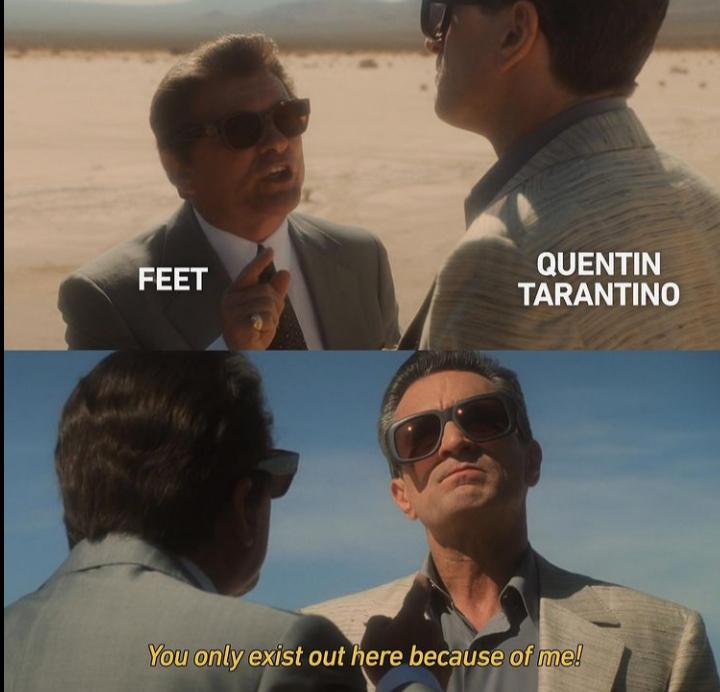 FEET
QUENTIN
TARANTINO
You only exist out here because of me!